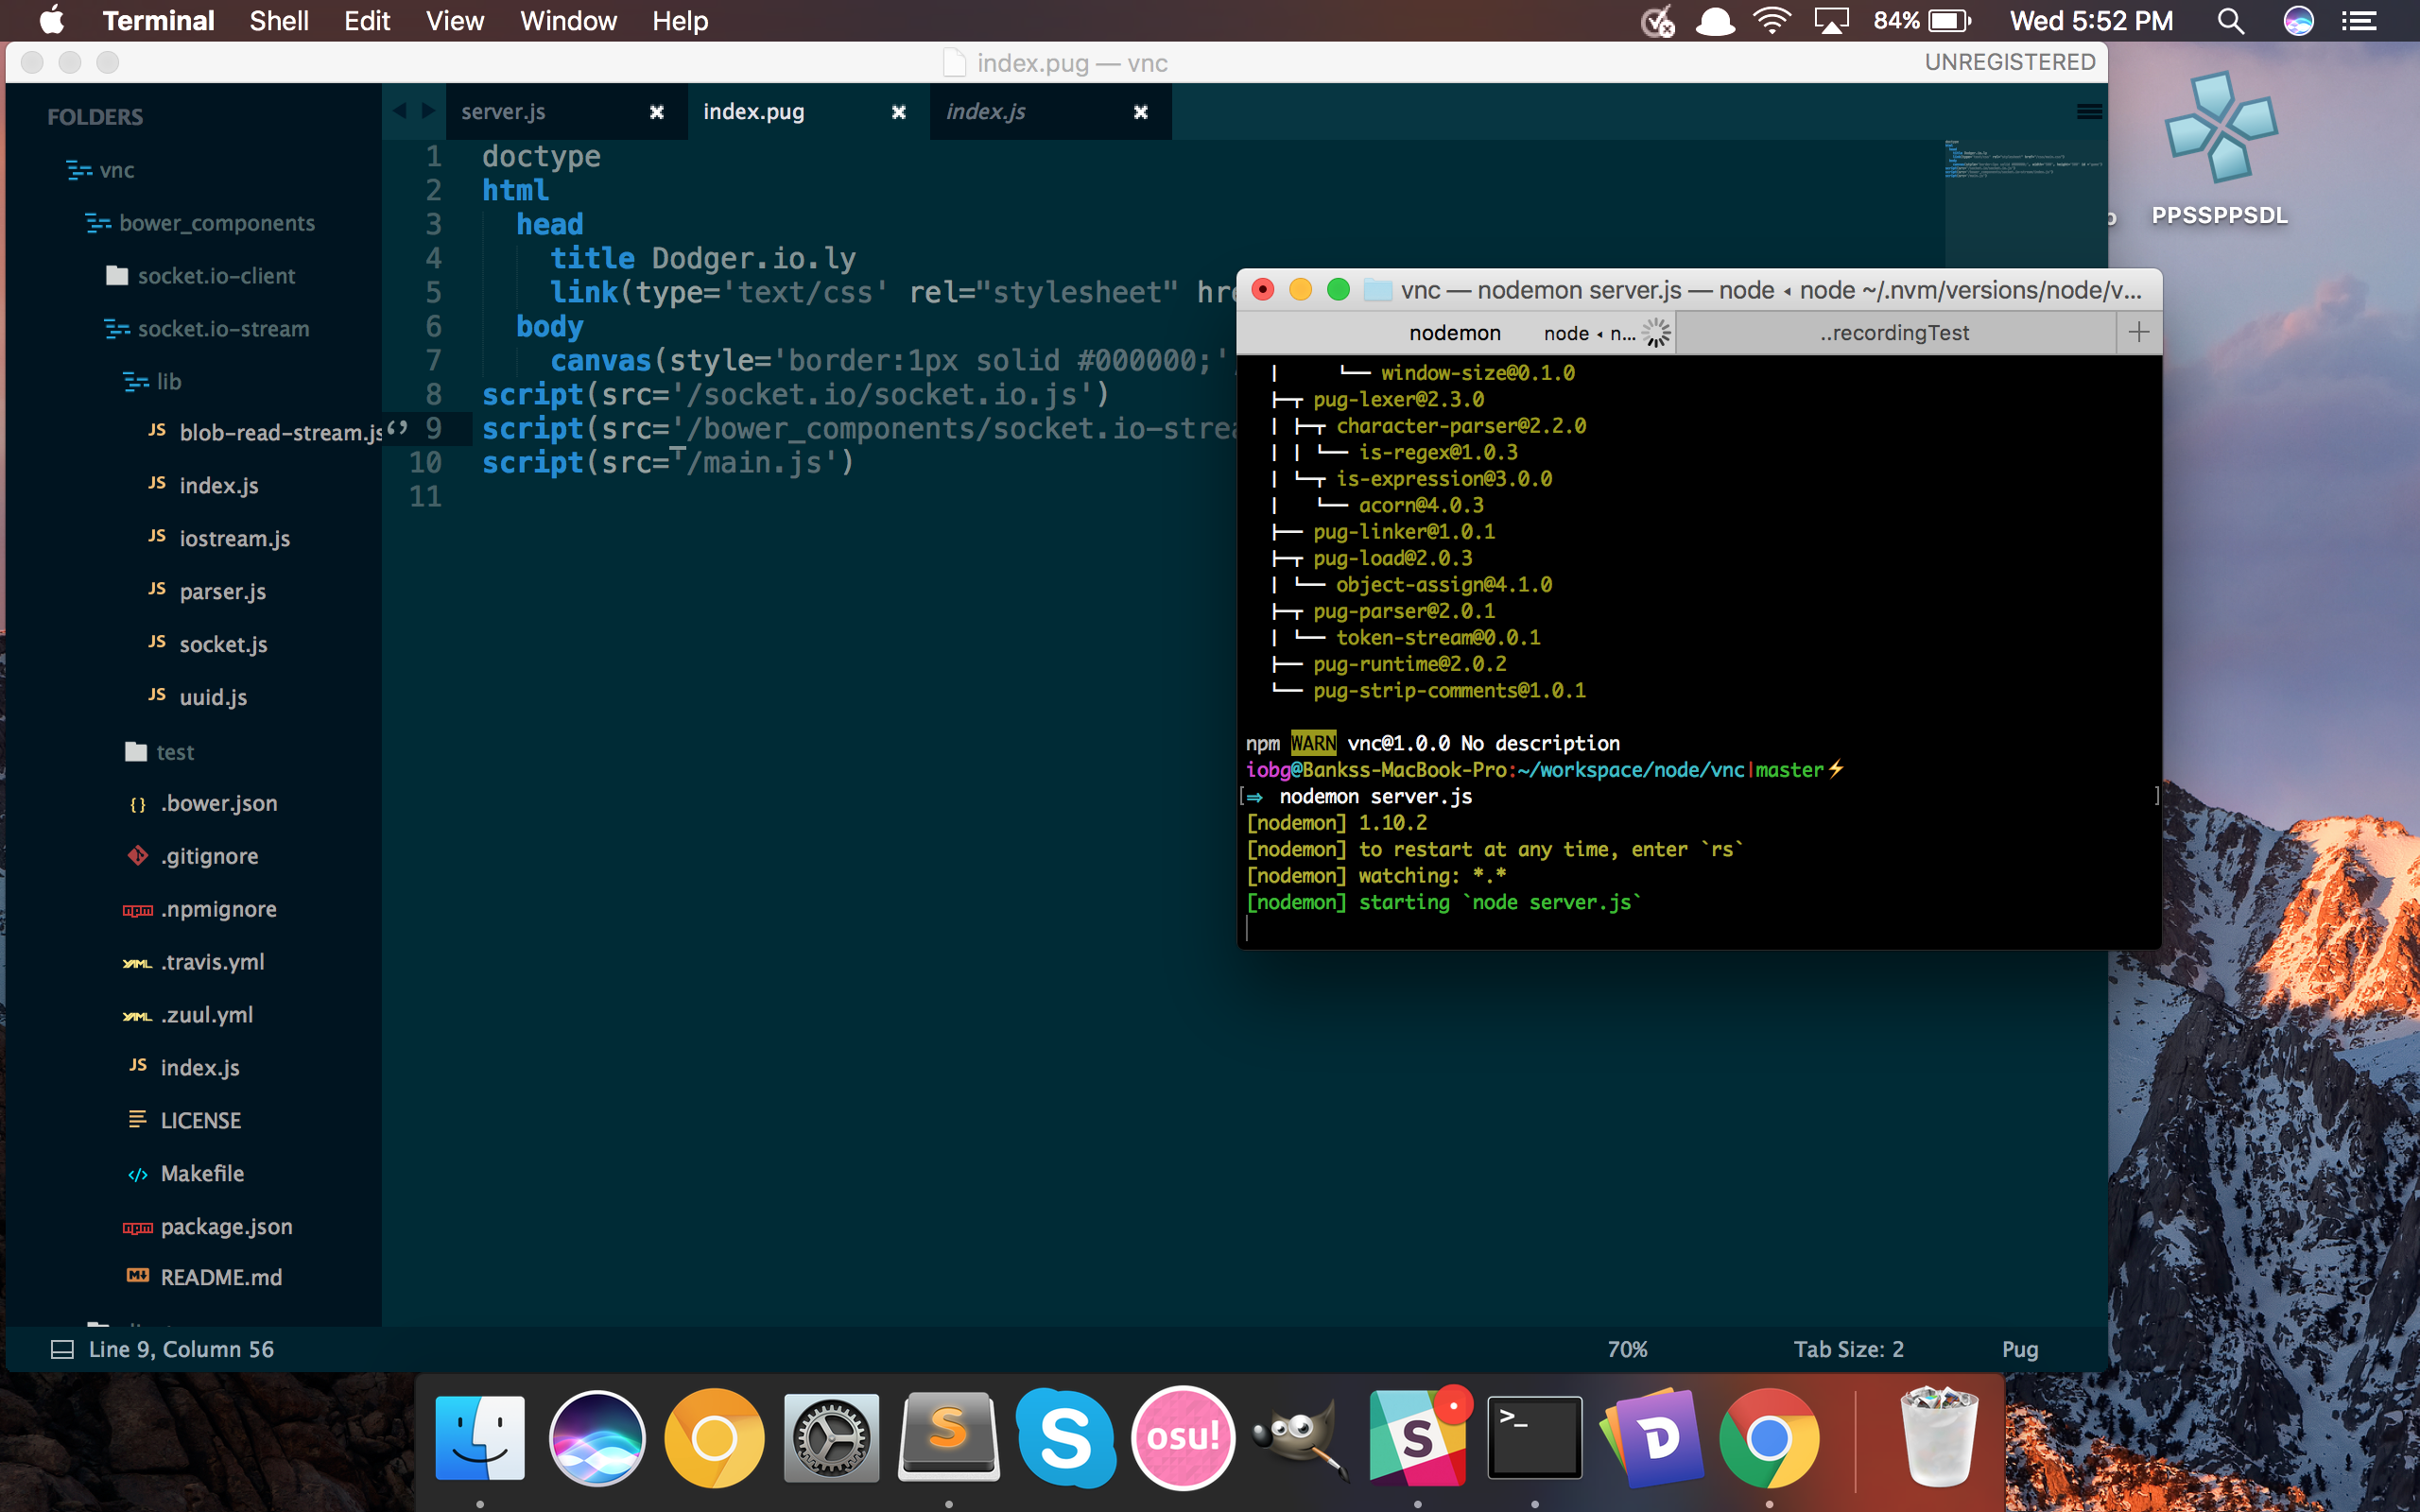 Terminal Shell Edit View Window Help 84% Wed 5:52 PM
index.pug — vnc UNREGISTERED
FOLDERS
vnc
bower_components
socket.io-client
socket.io-stream
lib
JS blob-read-stream.js
JS index.js
JS iostream.js
JS parser.js
JS socket.js
JS uuid.js
test
{} .bower.json
.gitignore
npm .npmignore
YAML .travis.yml
YAML .zuul.yml
JS index.js
LICENSE
</> Makefile
npm package.json
M↓ README.md
server.js index.pug index.js
1 doctype
2 html
3 head
4 title Dodger.io.ly
5 link(type='text/css' rel="stylesheet"
6 body
7 canvas(style='border:1px solid #000000;'
8 script(src='/socket.io/socket.io.js')
9 script(src='/bower_components/socket.io-strea
10 script(src='/main.js')
11
PPSSPPSDL
vnc — nodemon server.js — node ◂ node ~/.nvm/versions/node/v...
nodemon node ◂ n... ..recordingTest +
│ └── window-size@0.1.0
├─┬ pug-lexer@2.3.0
│ ├─┬ character-parser@2.2.0
│ │ └── is-regex@1.0.3
│ └─┬ is-expression@3.0.0
│ └── acorn@4.0.3
├── pug-linker@1.0.1
├─┬ pug-load@2.0.3
│ └── object-assign@4.1.0
├─┬ pug-parser@2.0.1
│ └── token-stream@0.0.1
├── pug-runtime@2.0.2
└── pug-strip-comments@1.0.1
npm WARN vnc@1.0.0 No description
iobg@Bankss-MacBook-Pro:~/workspace/node/vnc|master⚡
[⇒ nodemon server.js ]
[nodemon] 1.10.2
[nodemon] to restart at any time, enter `rs`
[nodemon] watching: *.*
[nodemon] starting `node server.js`
Line 9, Column 56 70% Tab Size: 2 Pug
S S osu! S >_ D